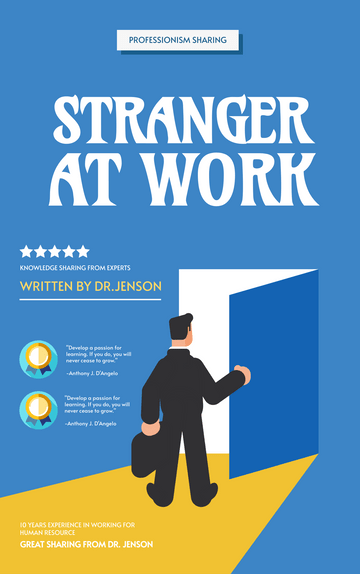 PROFESSIONISM SHARING
STRANGER
AT WORK
KNOWLEDGE SHARING FROM EXPERTS
WRITTEN BY DR.JENSON
"Develop a passion for
learning. If you do, you will
never cease to grow."
-Anthony J. D'Angelo
"Develop a passion for
learning. If you do, you will
never cease to grow."
-Anthony J. D'Angelo
10 YEARS EXPERIENCE IN WORKING FOR
HUMAN RESOURCE
GREAT SHARING FROM DR. JENSON